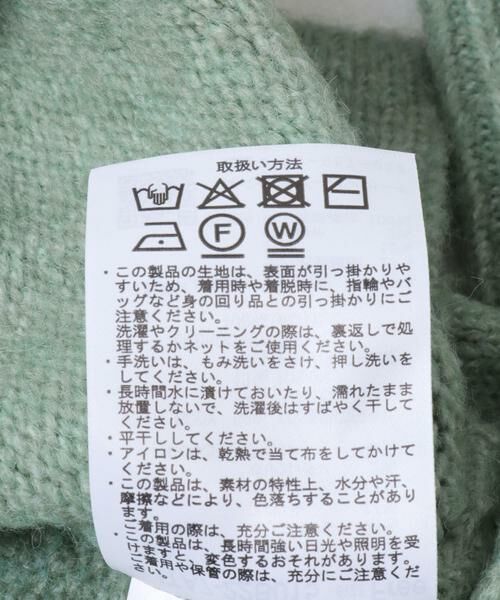 取扱い方法
F W
・この製品の生地は、表面が引っ掛かりや
すいため、着用時や着脱時に、指輪やバ
ッグなど身の回り品との引っ掛かりにご
注意ください。
洗濯やクリーニングの際は、裏返しで処
理するかネットをご使用ください。
・手洗いは、もみ洗いをさけ、押し洗いを
してください。
・長時間水に漬けておいたり、濡れたまま
放置しないで、洗濯後はすばやく干して
ください。
・平干ししてください。
・アイロンは、乾熱で当て布をしてかけて
ください。
・この製品は、素材の特性上、水分や汗、
摩擦などにより、色落ちすることがあり
ます。
ご着用の際は、充分ご注意ください。
・この製品は、長時間強い日光や照明を受
けますと、変色するおそれがあります。
ご着用や保管の際は、充分にご注意くだ
さい。